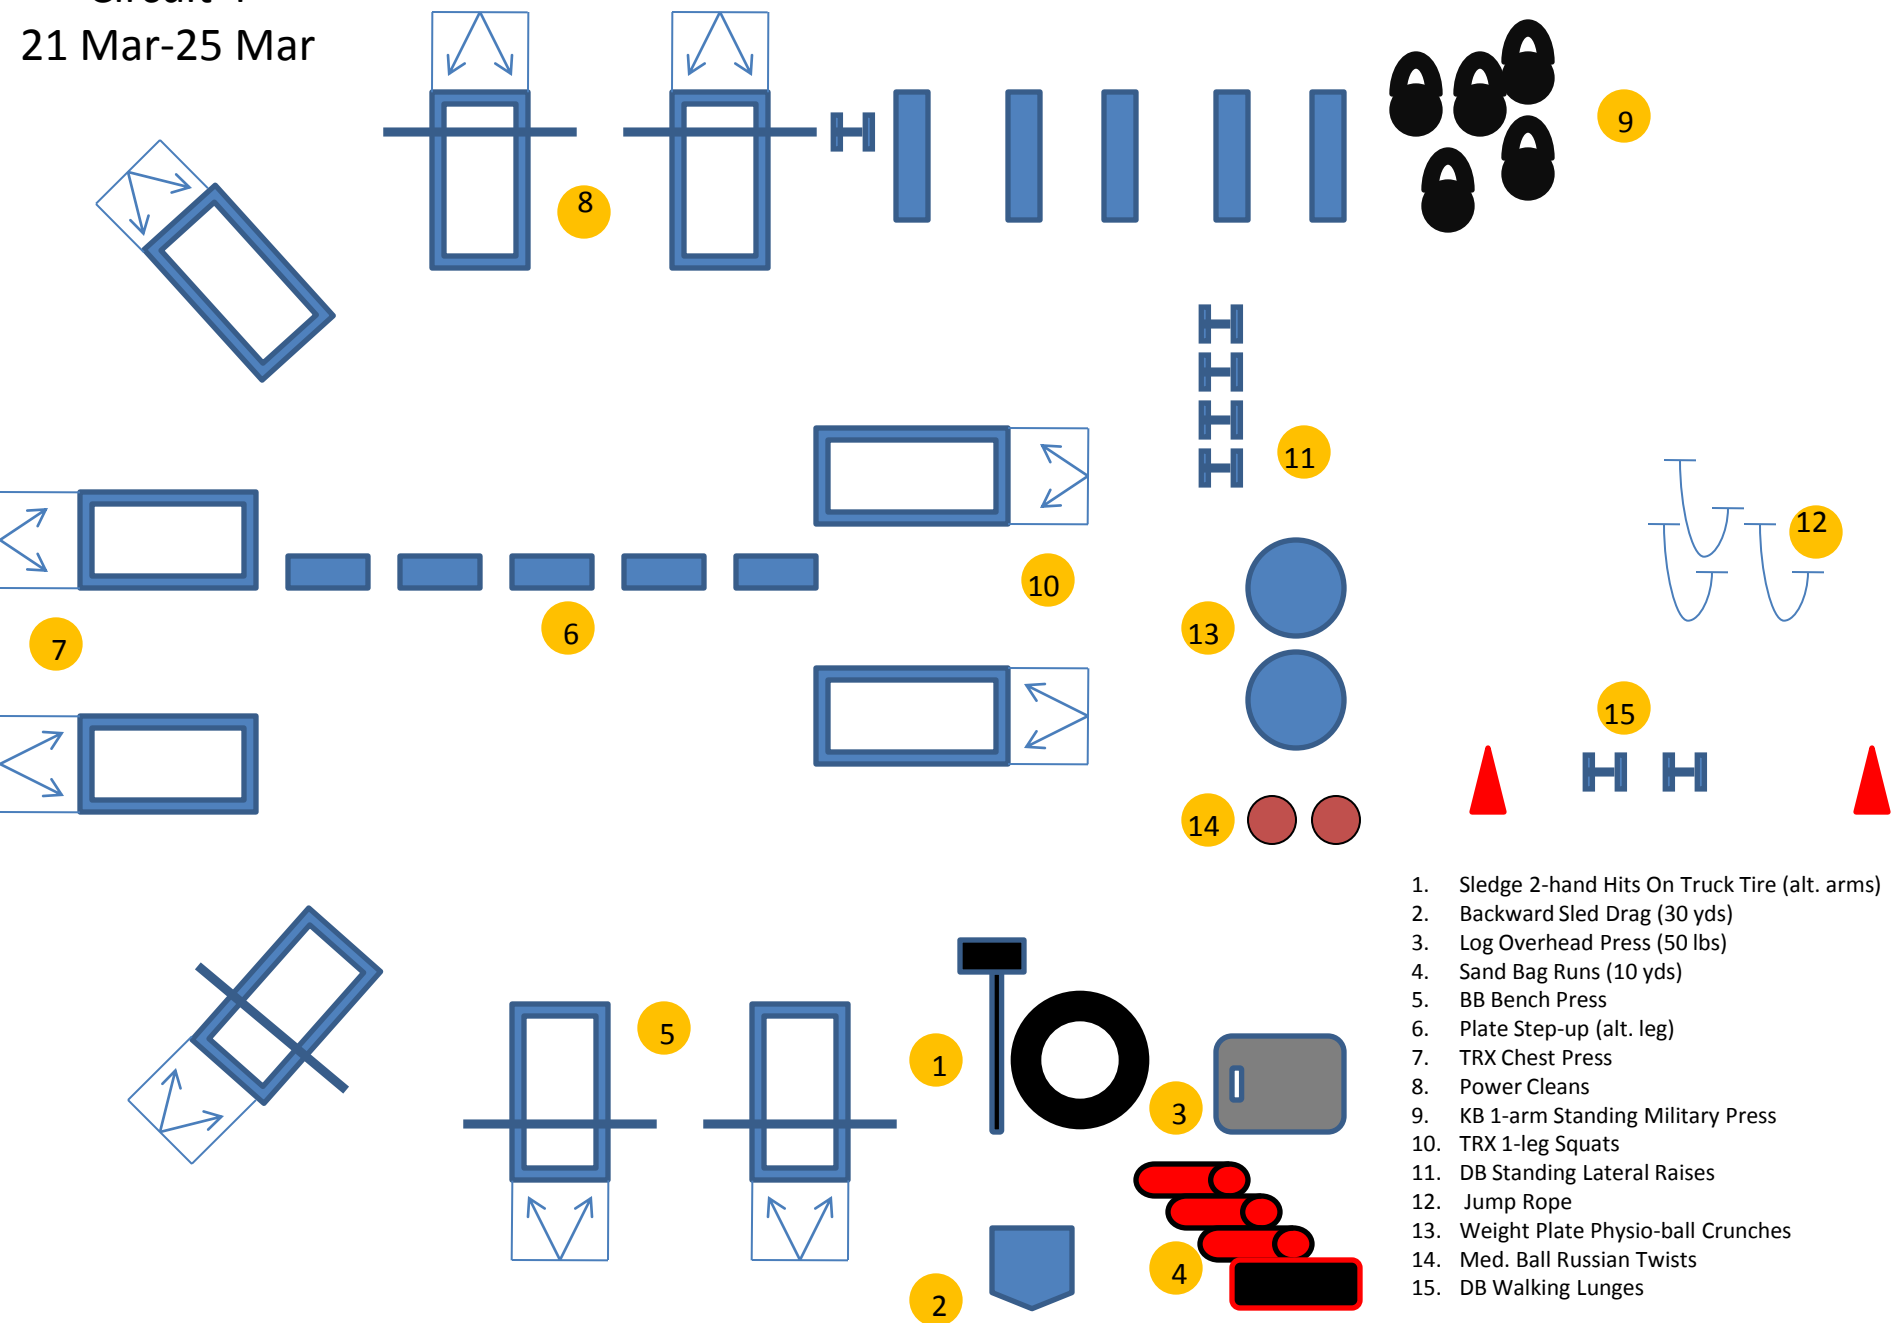 21 Mar-25 Mar
8
9
11
12
10
13
6
7
15
14
5
1
3
4
2
1. Sledge 2-hand Hits On Truck Tire (alt. arms)
2. Backward Sled Drag (30 yds)
3. Log Overhead Press (50 lbs)
4. Sand Bag Runs (10 yds)
5. BB Bench Press
6. Plate Step-up (alt. leg)
7. TRX Chest Press
8. Power Cleans
9. KB 1-arm Standing Military Press
10. TRX 1-leg Squats
11. DB Standing Lateral Raises
12. Jump Rope
13. Weight Plate Physio-ball Crunches
14. Med. Ball Russian Twists
15. DB Walking Lunges